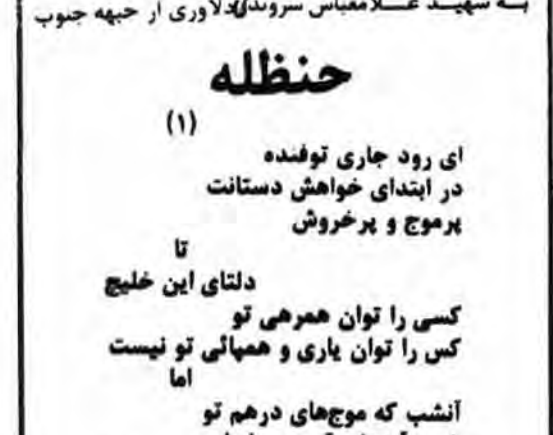 به شهید غلامعباس سروندی دلاوری از جبهه جنوب
حنظله
(۱)
ای رود جاری توفنده
در ابتدای خواهش دستانت
پرموج و پرخروش
تا
دلتای این خلیج
کسی را توان همرهی تو
کس را توان یاری و همپائی تو نیست
اما
آنشب که موج‌های درهم تو